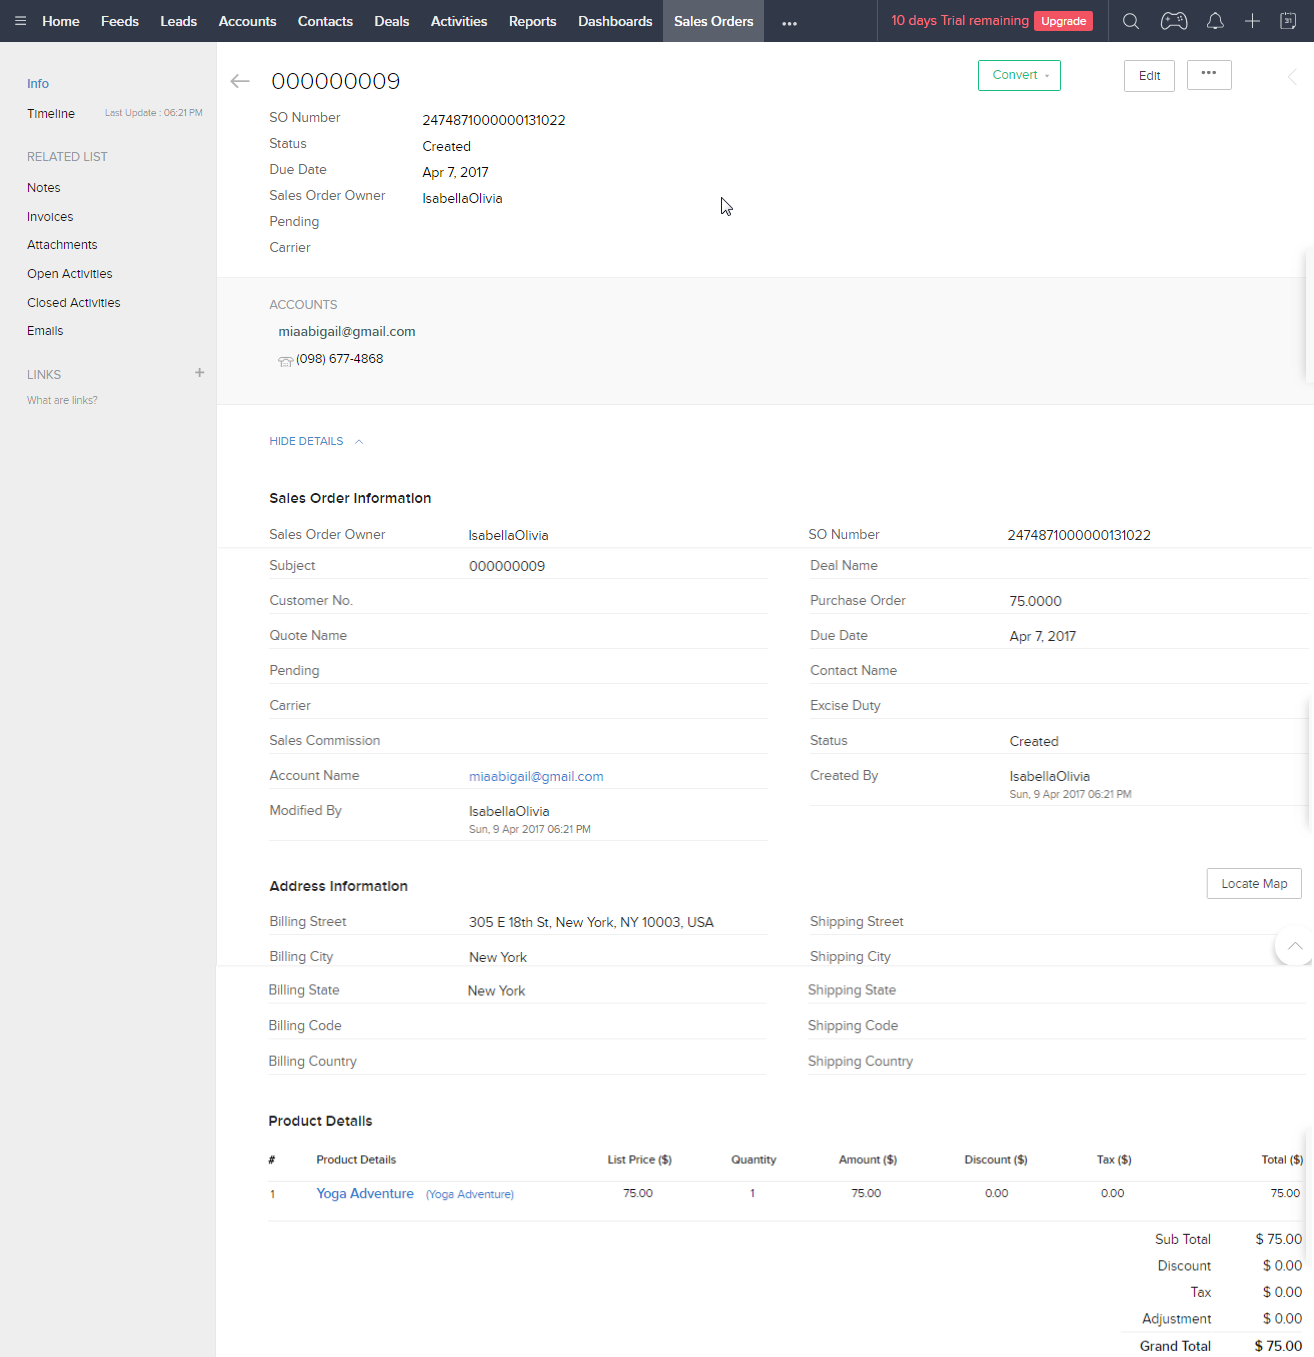 Home Feeds Leads Accounts Contacts Deals Activities Reports Dashboards Sales Orders ••• 10 days Trial remaining Upgrade 31
Info
Timeline Last Update : 06:21 PM
RELATED LIST
Notes
Invoices
Attachments
Open Activities
Closed Activities
Emails
LINKS +
What are links?
000000009 Convert Edit •••
SO Number 2474871000000131022
Status Created
Due Date Apr 7, 2017
Sales Order Owner IsabellaOlivia
Pending
Carrier
ACCOUNTS
miaabigail@gmail.com
(098) 677-4868
HIDE DETAILS
Sales Order Information
Sales Order Owner IsabellaOlivia SO Number 2474871000000131022
Subject 000000009 Deal Name
Customer No. Purchase Order 75.0000
Quote Name Due Date Apr 7, 2017
Pending Contact Name
Carrier Excise Duty
Sales Commission Status Created
Account Name miaabigail@gmail.com Created By IsabellaOlivia
Sun, 9 Apr 2017 06:21 PM
Modified By IsabellaOlivia
Sun, 9 Apr 2017 06:21 PM
Address Information Locate Map
Billing Street 305 E 18th St, New York, NY 10003, USA Shipping Street
Billing City New York Shipping City
Billing State New York Shipping State
Billing Code Shipping Code
Billing Country Shipping Country
Product Details
# Product Details List Price ($) Quantity Amount ($) Discount ($) Tax ($) Total ($)
1 Yoga Adventure (Yoga Adventure) 75.00 1 75.00 0.00 0.00 75.00
Sub Total $ 75.00
Discount $ 0.00
Tax $ 0.00
Adjustment $ 0.00
Grand Total $ 75.00